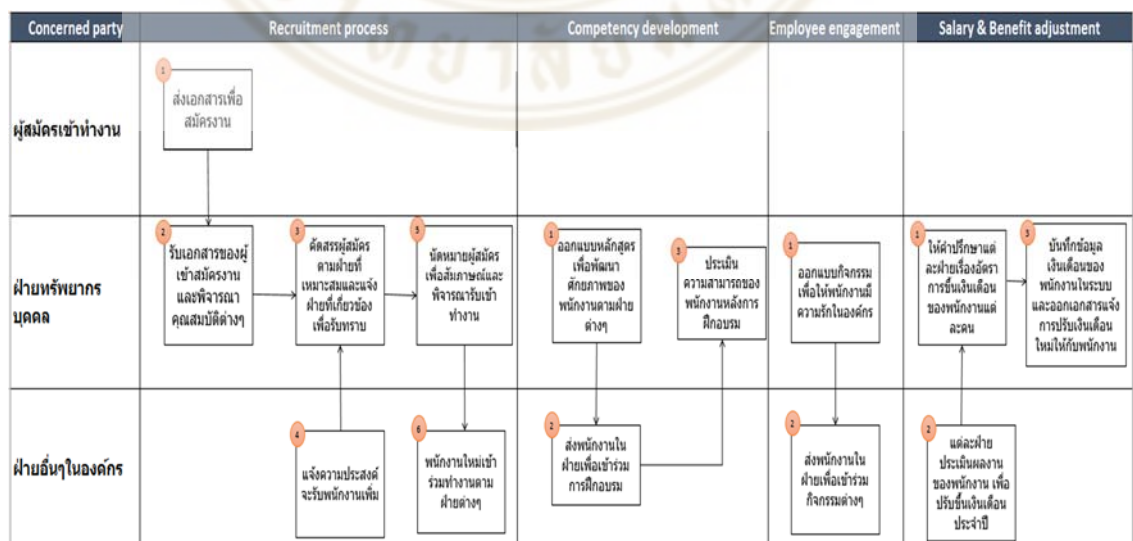 Concerned party
Recruitment process
Competency development
Employee engagement
Salary & Benefit adjustment
ผู้สมัครเข้าทำงาน
1
ส่งเอกสารเพื่อ
สมัครงาน
ฝ่ายทรัพยากร
บุคคล
2
รับเอกสารของผู้
เข้าสมัครงาน
และพิจารณา
คุณสมบัติต่างๆ
3
คัดสรรผู้สมัคร
ตามฝ่ายที่
เหมาะสมและแจ้ง
ฝ่ายที่เกี่ยวข้อง
เพื่อรับทราบ
5
นัดหมายผู้สมัคร
เพื่อสัมภาษณ์และ
พิจารณารับเข้า
ทำงาน
1
ออกแบบหลักสูตร
เพื่อพัฒนา
ศักยภาพของ
พนักงานตามฝ่าย
ต่างๆ
3
ประเมิน
ความสามารถของ
พนักงานหลังการ
ฝึกอบรม
1
ออกแบบกิจกรรม
เพื่อให้พนักงานมี
ความรักในองค์กร
1
ให้คำปรึกษาแต่
ละฝ่ายเรื่องอัตรา
การขึ้นเงินเดือน
ของพนักงานแต่
ละคน
3
บันทึกข้อมูล
เงินเดือนของ
พนักงานในระบบ
และออกเอกสารแจ้ง
การปรับเงินเดือน
ใหม่ให้กับพนักงาน
ฝ่ายอื่นๆในองค์กร
4
แจ้งความประสงค์
จะรับพนักงานเพิ่ม
6
พนักงานใหม่เข้า
ร่วมทำงานตาม
ฝ่ายต่างๆ
2
ส่งพนักงานใน
ฝ่ายเพื่อเข้าร่วม
การฝึกอบรม
2
ส่งพนักงานใน
ฝ่ายเพื่อเข้าร่วม
กิจกรรมต่างๆ
2
แต่ละฝ่าย
ประเมินผลงาน
ของพนักงาน เพื่อ
ปรับขึ้นเงินเดือน
ประจำปี